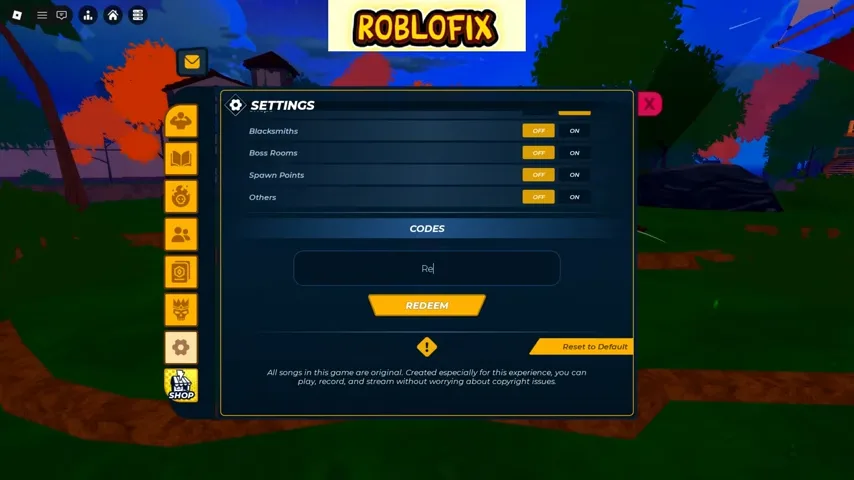 ROBLOFIX
SETTINGS
X
Blacksmiths OFF ON
Boss Rooms OFF ON
Spawn Points OFF ON
Others OFF ON
CODES
Re
REDEEM
!
Reset to Default
All songs in this game are original. Created especially for this experience, you can
play, record, and stream without worrying about copyright issues.
SHOP